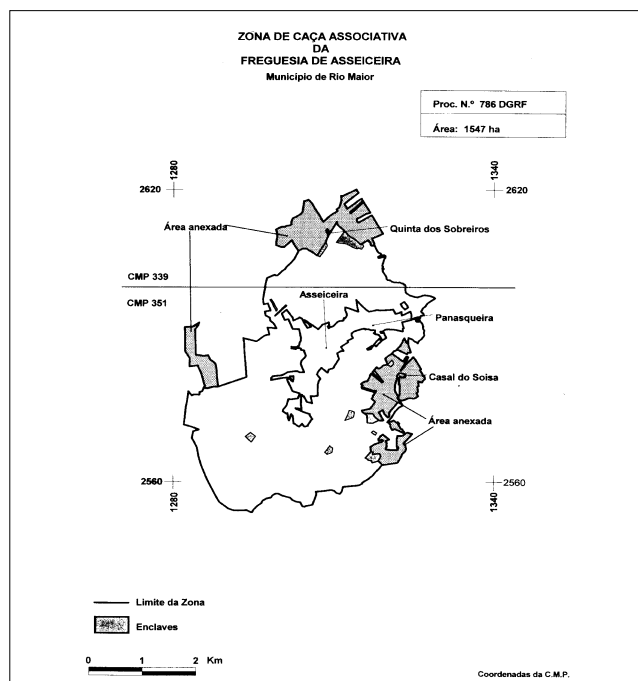 ZONA DE CAÇA ASSOCIATIVA
DA
FREGUESIA DE ASSEICEIRA
Município de Rio Maior
Proc. N.º 786 DGRF
Área: 1547 ha
1280
1340
2620
2620
Área anexada
Quinta dos Sobreiros
CMP 339
CMP 351
Asseiceira
Panasqueira
Casal do Soisa
Área anexada
2560
2560
1280
1340
Limite da Zona
Enclaves
0 1 2 Km
Coordenadas da C.M.P.